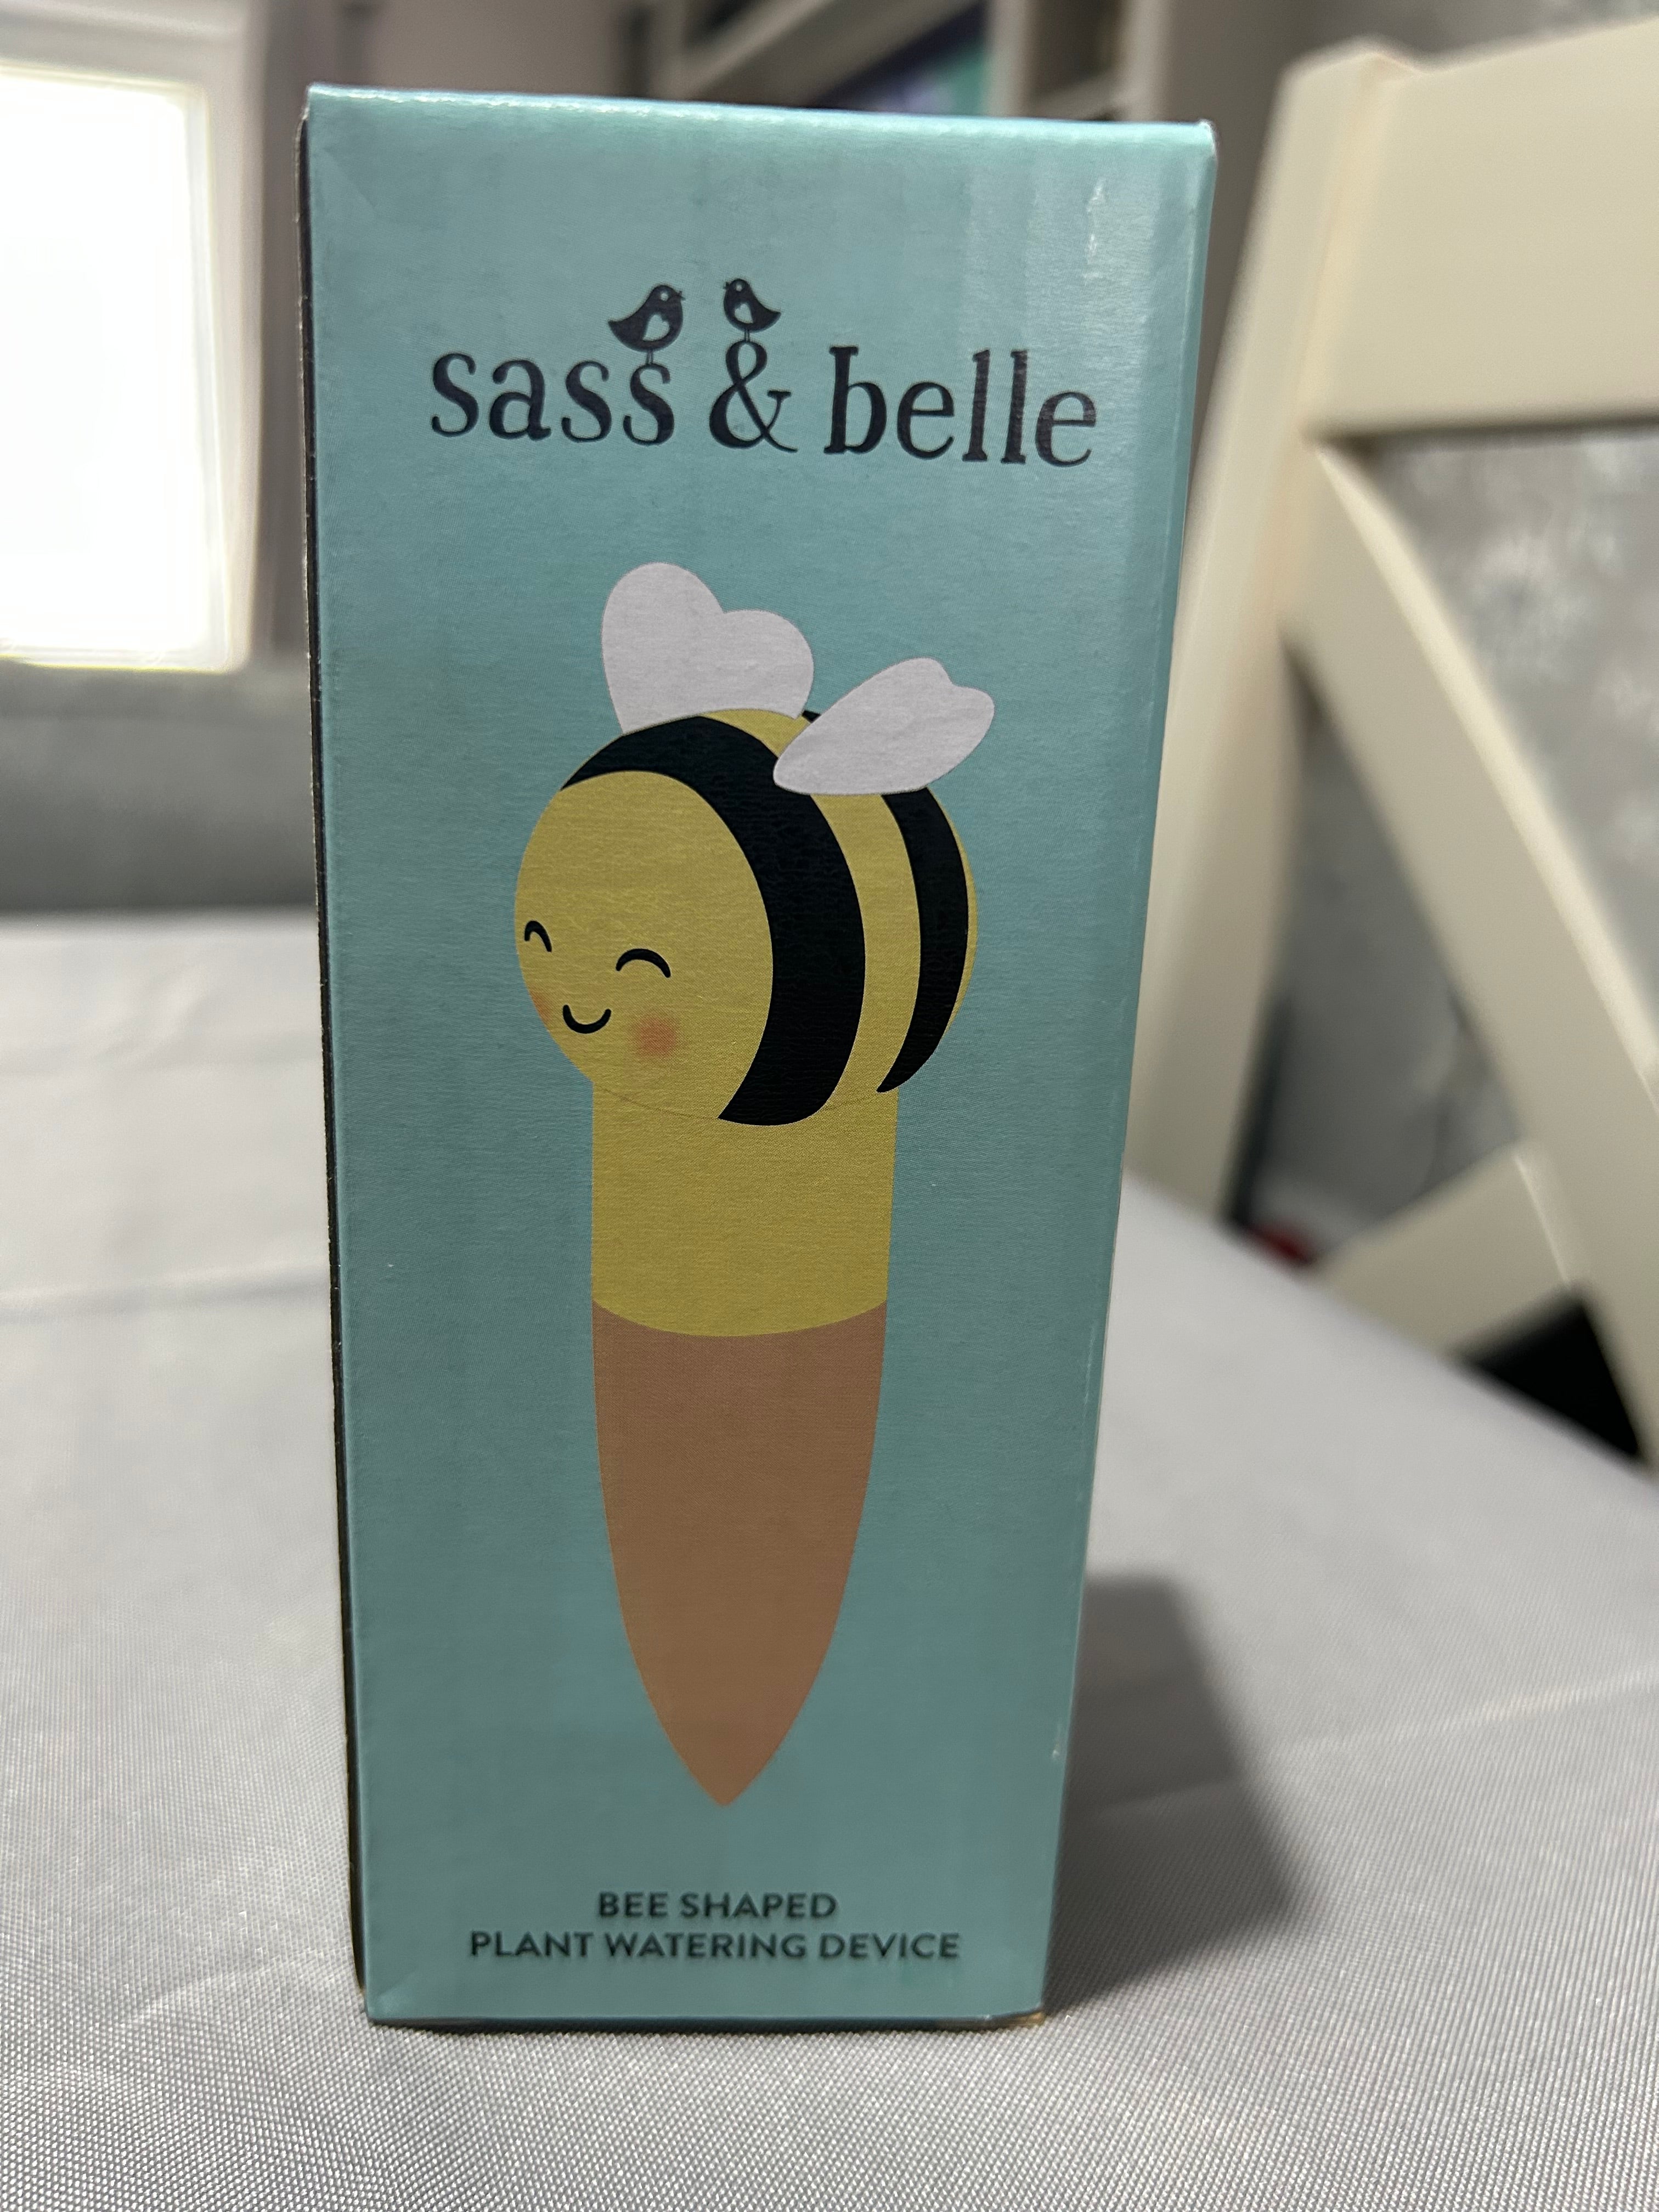 sass & belle
BEE SHAPED
PLANT WATERING DEVICE